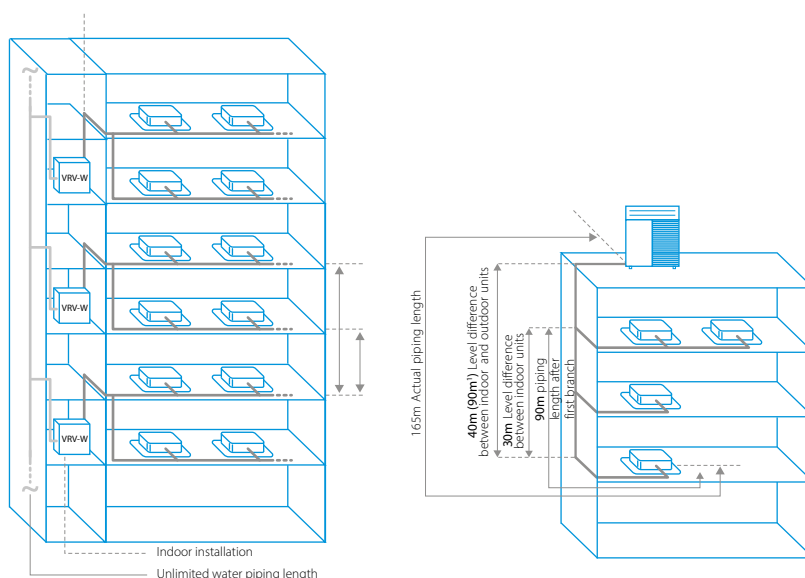 VRV-W
VRV-W
VRV-W
Indoor installation
Unlimited water piping length
165m Actual piping length
40m (90m¹) Level difference
between indoor and outdoor units
30m Level difference
between indoor units
90m piping
length after
first branch